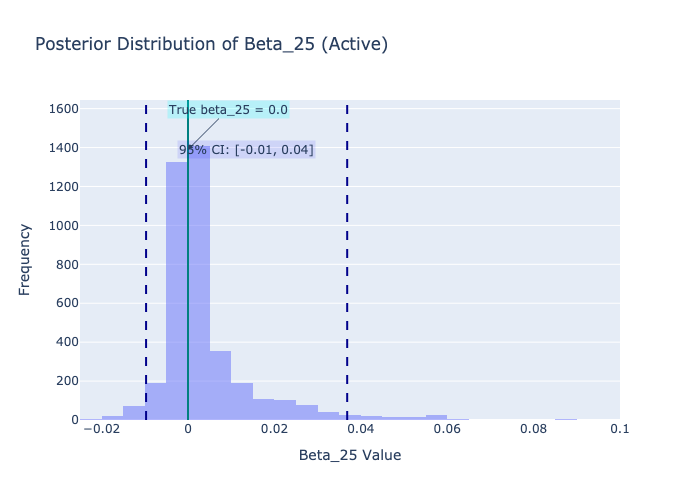 Posterior Distribution of Beta_25 (Active)
True beta_25 = 0.0
95% CI: [-0.01, 0.04]
1600
1400
1200
1000
800
600
400
200
0
Frequency
−0.02 0 0.02 0.04 0.06 0.08 0.1
Beta_25 Value